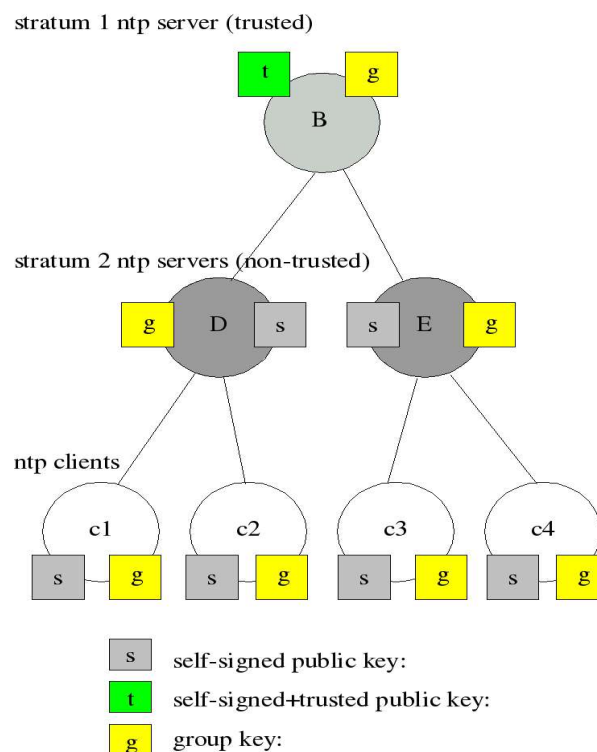 stratum 1 ntp server (trusted)
t g
B
stratum 2 ntp servers (non-trusted)
g D s s E g
ntp clients
c1 c2 c3 c4
s g s g s g s g
s self-signed public key:
t self-signed+trusted public key:
g group key: